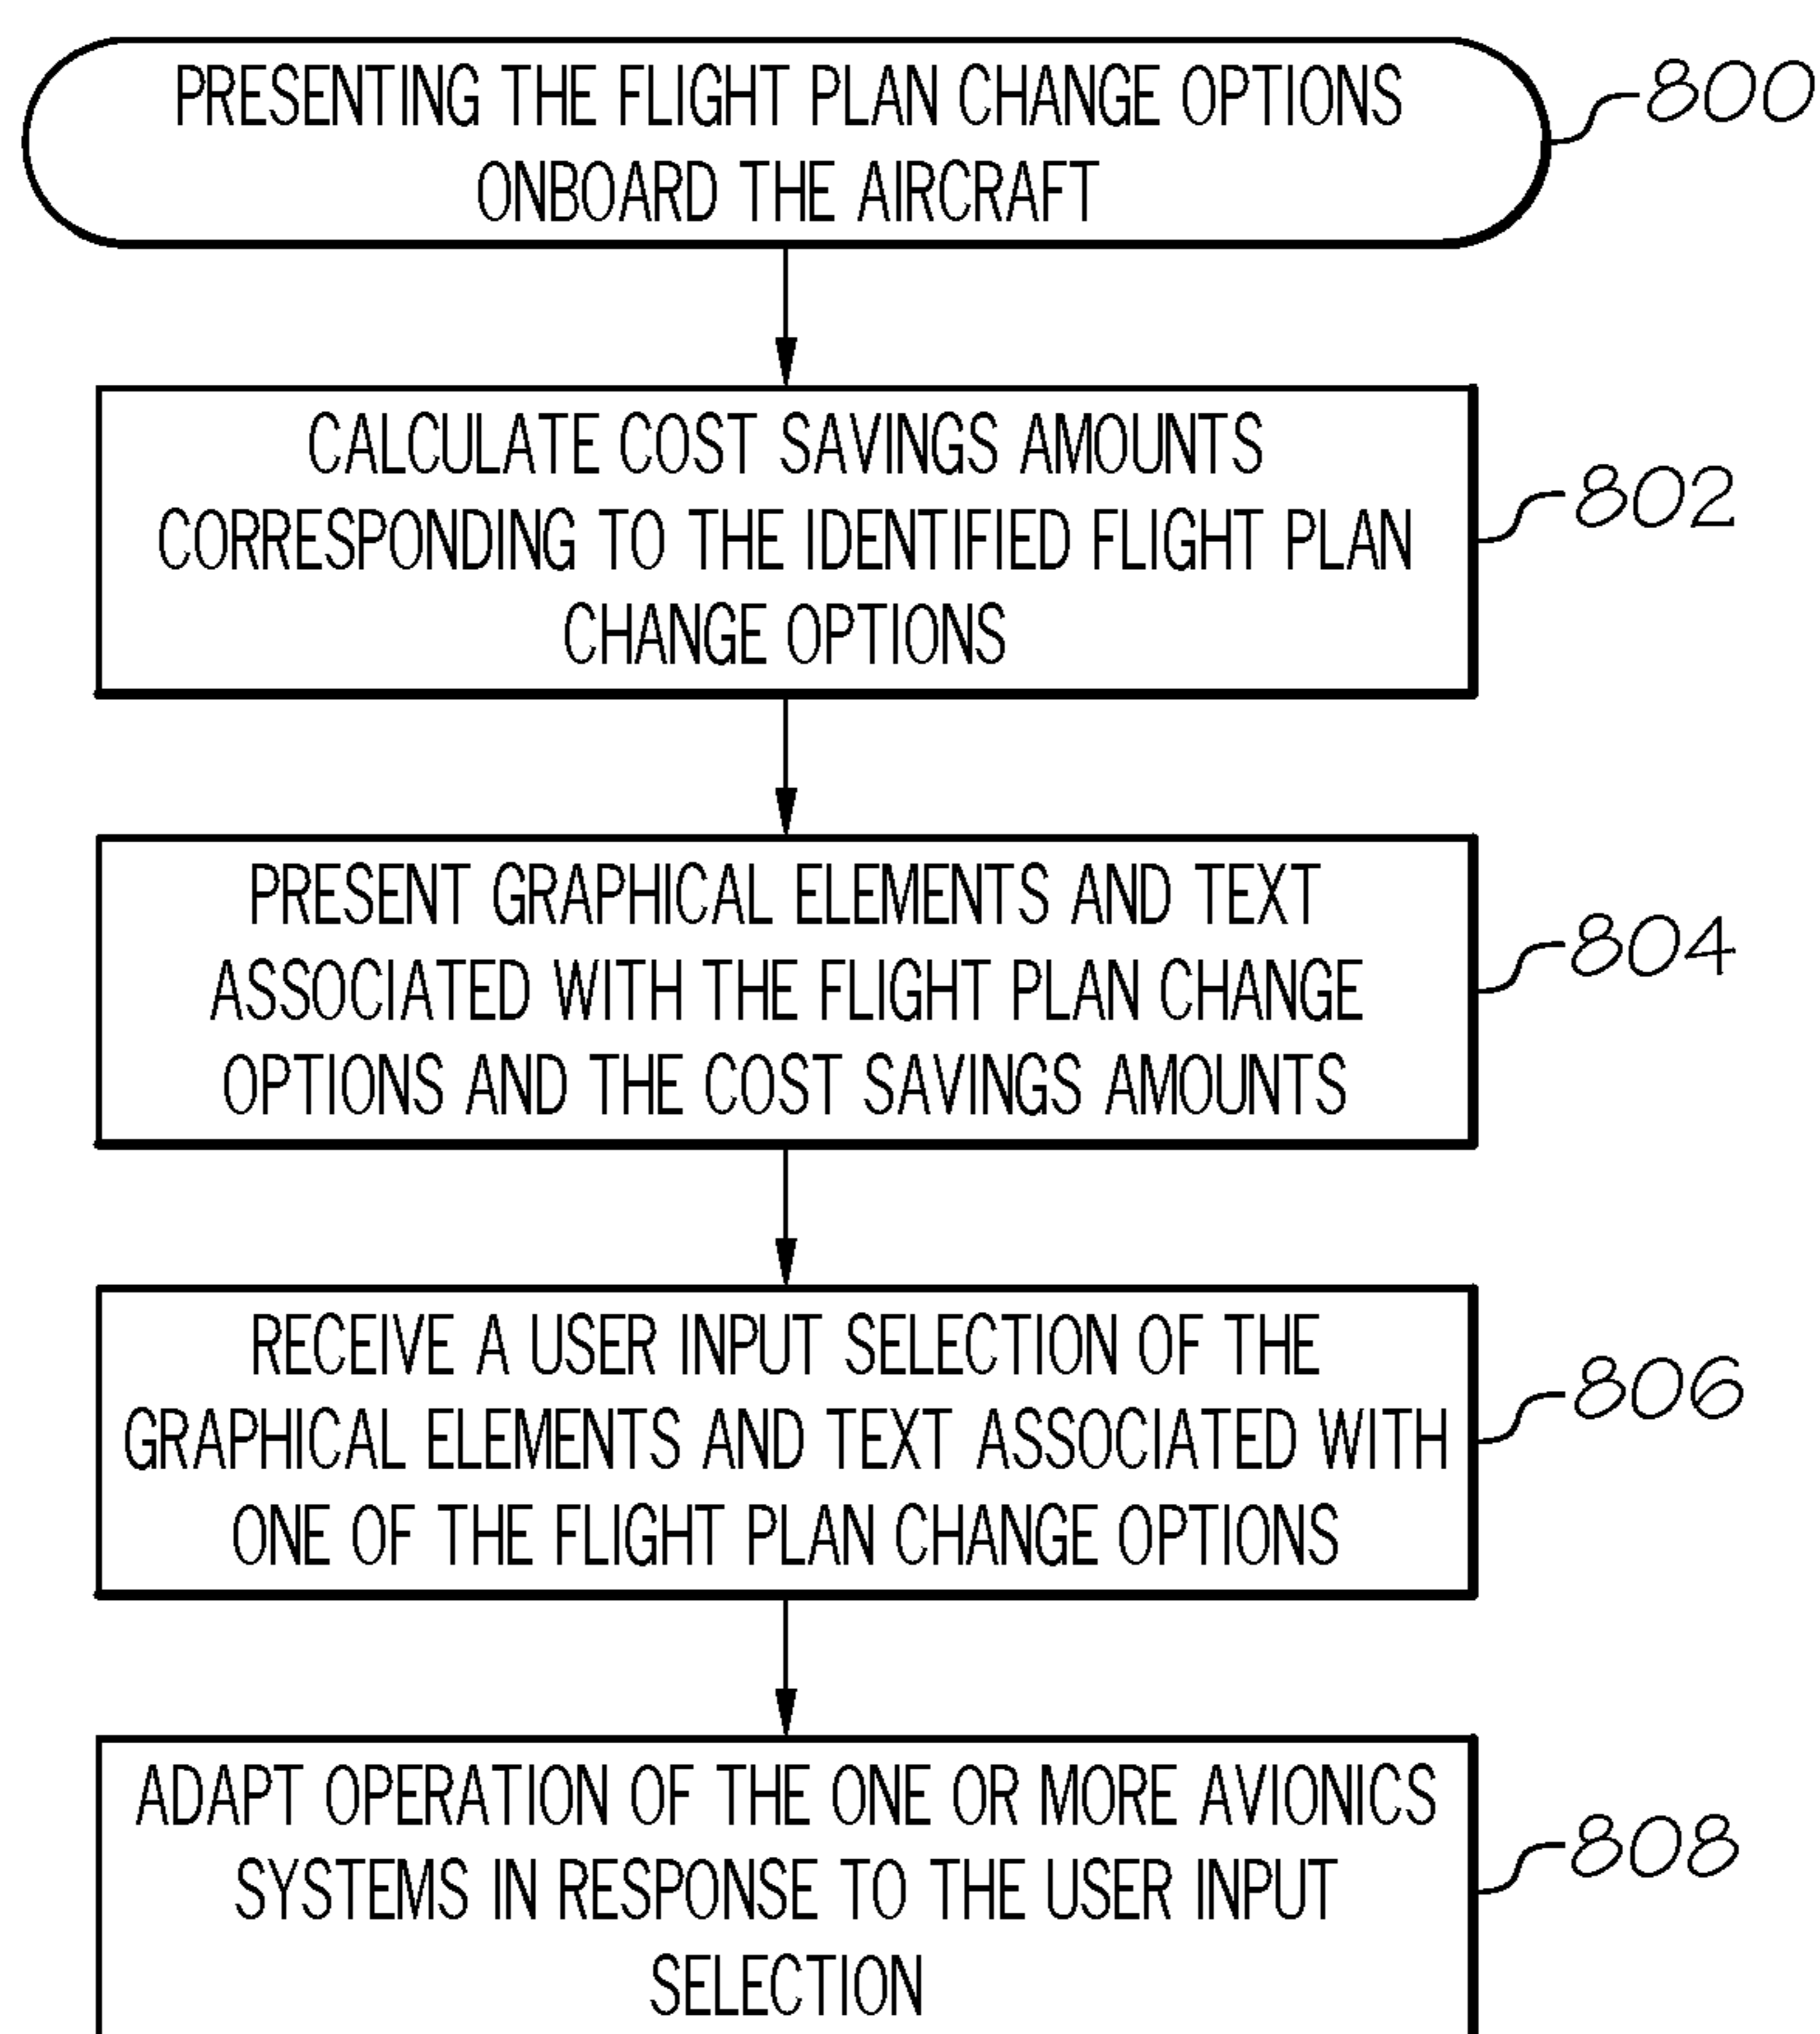 PRESENTING THE FLIGHT PLAN CHANGE OPTIONS
ONBOARD THE AIRCRAFT
800
CALCULATE COST SAVINGS AMOUNTS
CORRESPONDING TO THE IDENTIFIED FLIGHT PLAN
CHANGE OPTIONS
802
PRESENT GRAPHICAL ELEMENTS AND TEXT
ASSOCIATED WITH THE FLIGHT PLAN CHANGE
OPTIONS AND THE COST SAVINGS AMOUNTS
804
RECEIVE A USER INPUT SELECTION OF THE
GRAPHICAL ELEMENTS AND TEXT ASSOCIATED WITH
ONE OF THE FLIGHT PLAN CHANGE OPTIONS
806
ADAPT OPERATION OF THE ONE OR MORE AVIONICS
SYSTEMS IN RESPONSE TO THE USER INPUT
SELECTION
808